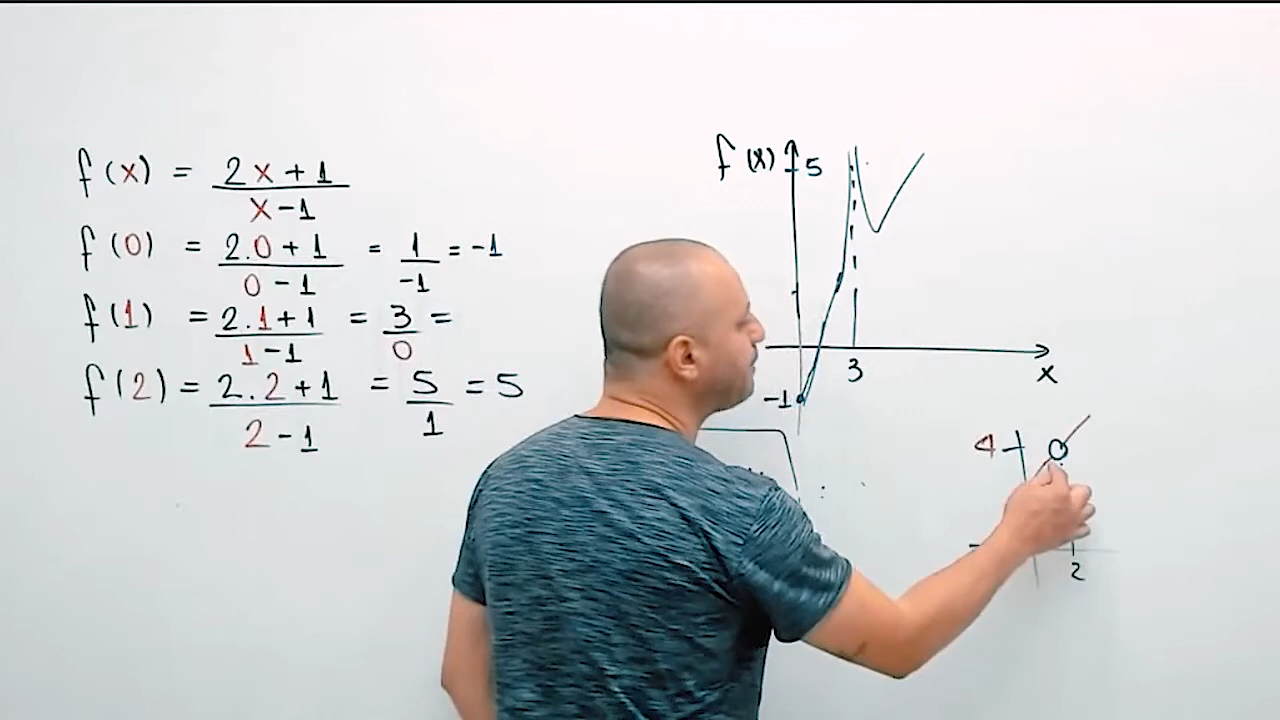 f(x) = (2x+1)/(x-1)
f(0) = (2.0+1)/(0-1) = 1/-1 = -1
f(1) = (2.1+1)/(1-1) = 3/0 =
f(2) = (2.2+1)/(2-1) = 5/1 = 5
f(x) 5
3
x
-1
4
2